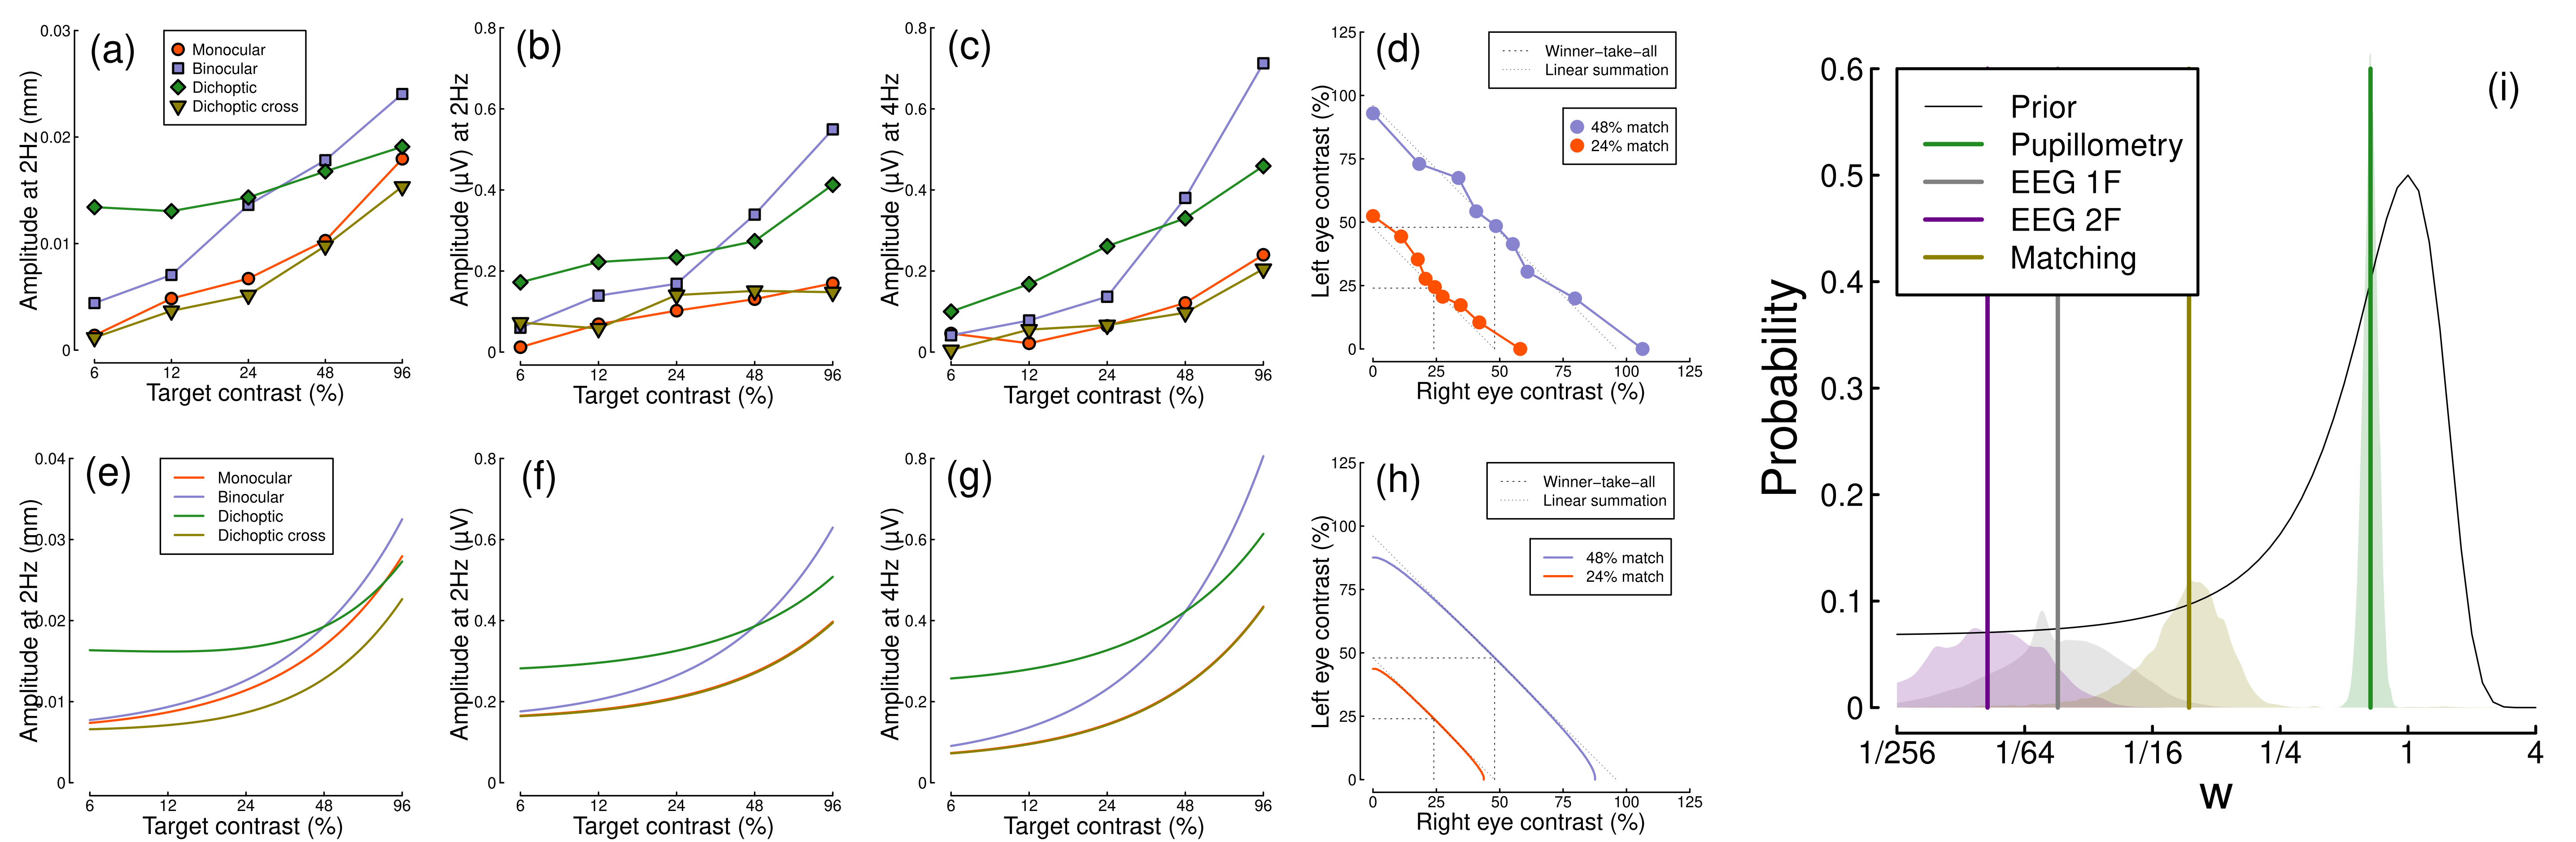 (a)
Monocular
Binocular
Dichoptic
Dichoptic cross
Amplitude at 2Hz (mm)
0.03
0.02
0.01
0
6 12 24 48 96
Target contrast (%)
(b)
Amplitude (µV) at 2Hz
0.8
0.6
0.4
0.2
0
6 12 24 48 96
Target contrast (%)
(c)
Amplitude (µV) at 4Hz
0.8
0.6
0.4
0.2
0
6 12 24 48 96
Target contrast (%)
(d)
Winner−take−all
Linear summation
48% match
24% match
Left eye contrast (%)
125
100
75
50
25
0
0 25 50 75 100 125
Right eye contrast (%)
(e)
Monocular
Binocular
Dichoptic
Dichoptic cross
Amplitude at 2Hz (mm)
0.04
0.03
0.02
0.01
0
6 12 24 48 96
Target contrast (%)
(f)
Amplitude at 2Hz (µV)
0.8
0.6
0.4
0.2
0
6 12 24 48 96
Target contrast (%)
(g)
Amplitude at 4Hz (µV)
0.8
0.6
0.4
0.2
0
6 12 24 48 96
Target contrast (%)
(h)
Winner−take−all
Linear summation
48% match
24% match
Left eye contrast (%)
125
100
75
50
25
0
0 25 50 75 100 125
Right eye contrast (%)
(i)
Prior
Pupillometry
EEG 1F
EEG 2F
Matching
Probability
0.6
0.5
0.4
0.3
0.2
0.1
0
1/256 1/64 1/16 1/4 1 4
w